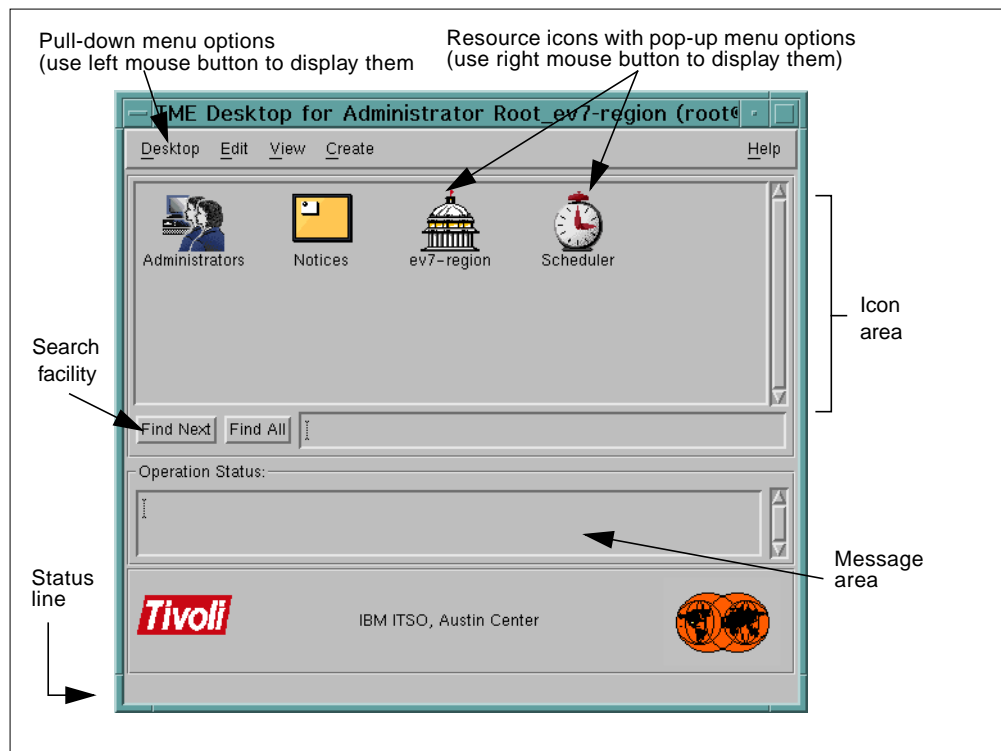 Pull-down menu options
(use left mouse button to display them
Resource icons with pop-up menu options
(use right mouse button to display them)
TME Desktop for Administrator Root_ev7-region (root@
Desktop Edit View Create Help
Administrators Notices ev7-region Scheduler
Icon
area
Search
facility
Find Next Find All
Operation Status:
Message
area
Status
line
Tivoli
IBM ITSO, Austin Center